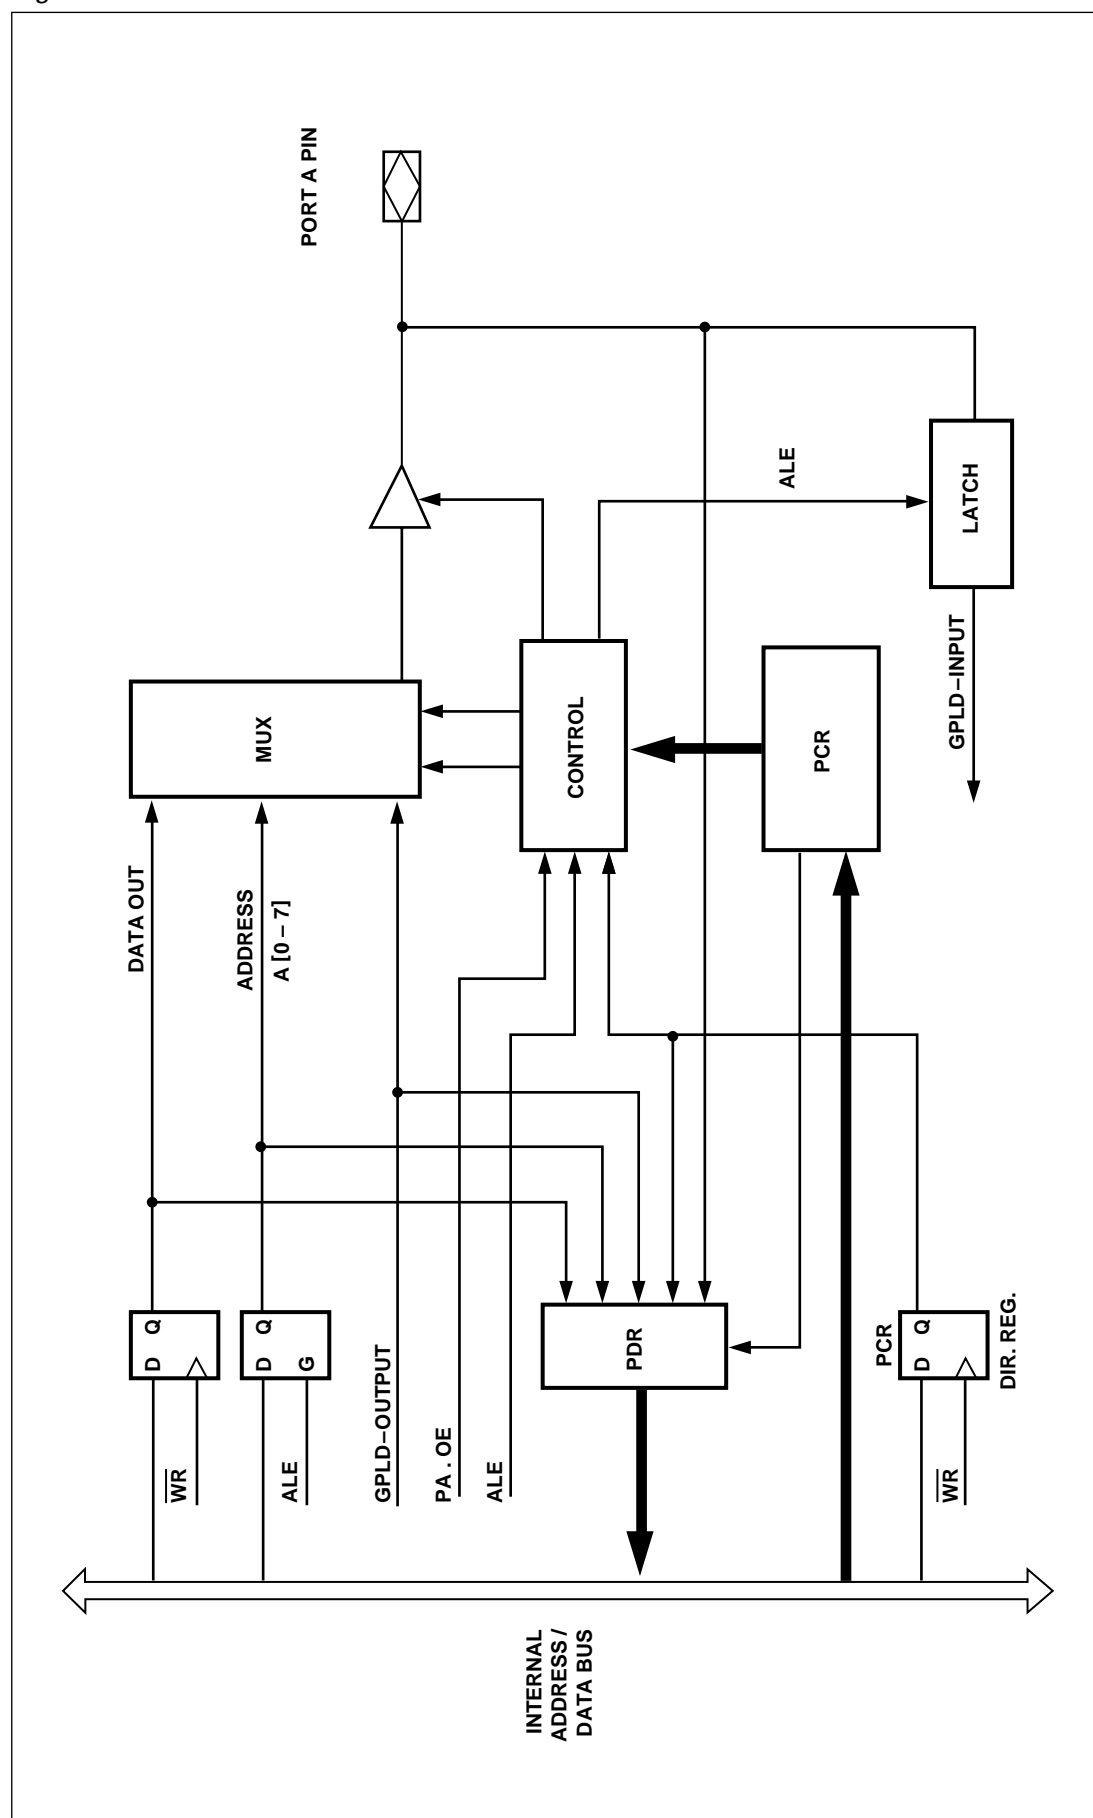 DATA OUT
D Q
WR
ADDRESS
A [0 – 7]
MUX
D Q
G
ALE
PORT A PIN
GPLD–OUTPUT
PA . OE
ALE
INTERNAL
ADDRESS /
DATA BUS
CONTROL
PDR
ALE
PCR
PCR
D Q
WR
DIR. REG.
GPLD–INPUT
LATCH